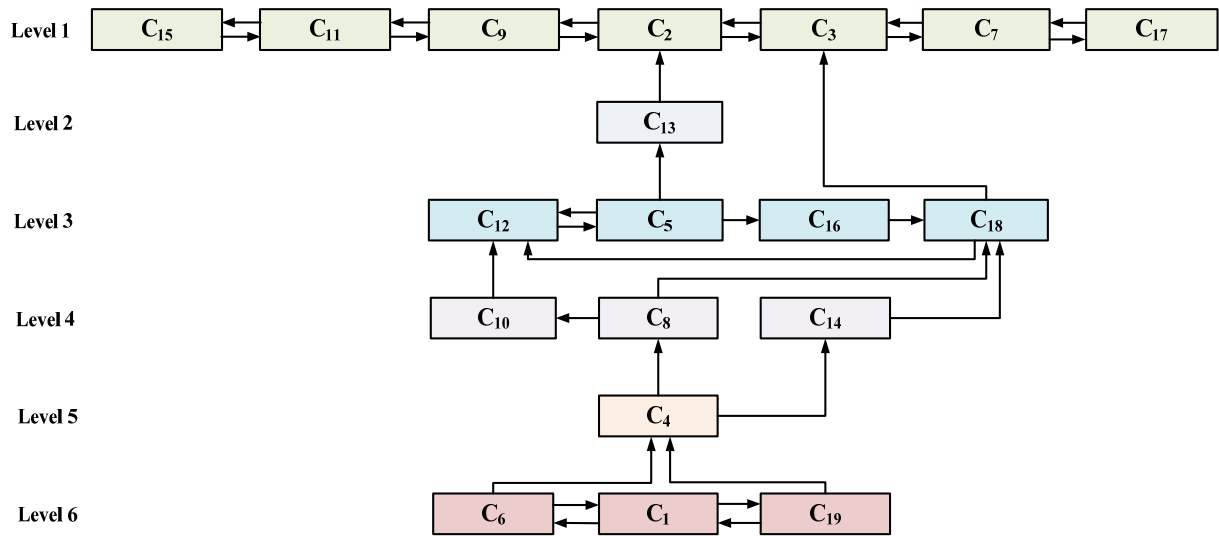 Level 1 C₁₅ C₁₁ C₉ C₂ C₃ C₇ C₁₇
Level 2 C₁₃
Level 3 C₁₂ C₅ C₁₆ C₁₈
Level 4 C₁₀ C₈ C₁₄
Level 5 C₄
Level 6 C₆ C₁ C₁₉